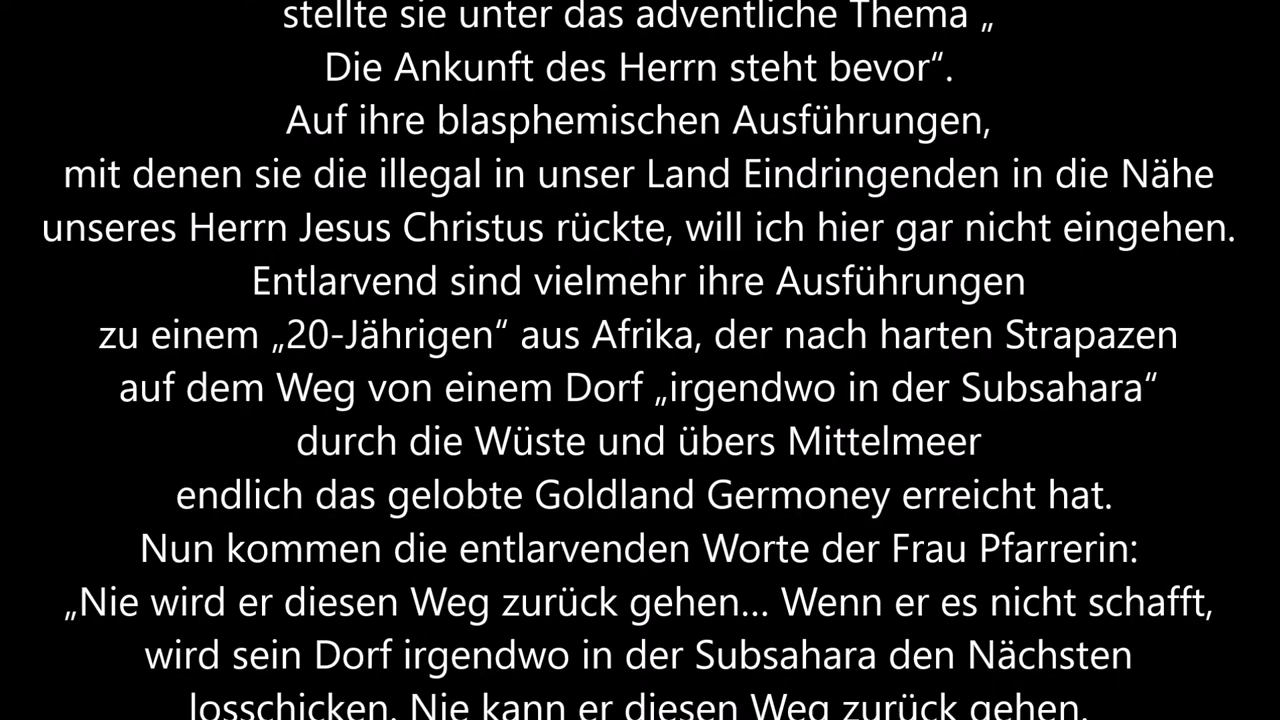 stellte sie unter das adventliche Thema „
Die Ankunft des Herrn steht bevor“.
Auf ihre blasphemischen Ausführungen,
mit denen sie die illegal in unser Land Eindringenden in die Nähe
unseres Herrn Jesus Christus rückte, will ich hier gar nicht eingehen.
Entlarvend sind vielmehr ihre Ausführungen
zu einem „20-Jährigen“ aus Afrika, der nach harten Strapazen
auf dem Weg von einem Dorf „irgendwo in der Subsahara“
durch die Wüste und übers Mittelmeer
endlich das gelobte Goldland Germoney erreicht hat.
Nun kommen die entlarvenden Worte der Frau Pfarrerin:
„Nie wird er diesen Weg zurück gehen... Wenn er es nicht schafft,
wird sein Dorf irgendwo in der Subsahara den Nächsten
losschicken. Nie kann er diesen Weg zurück gehen.